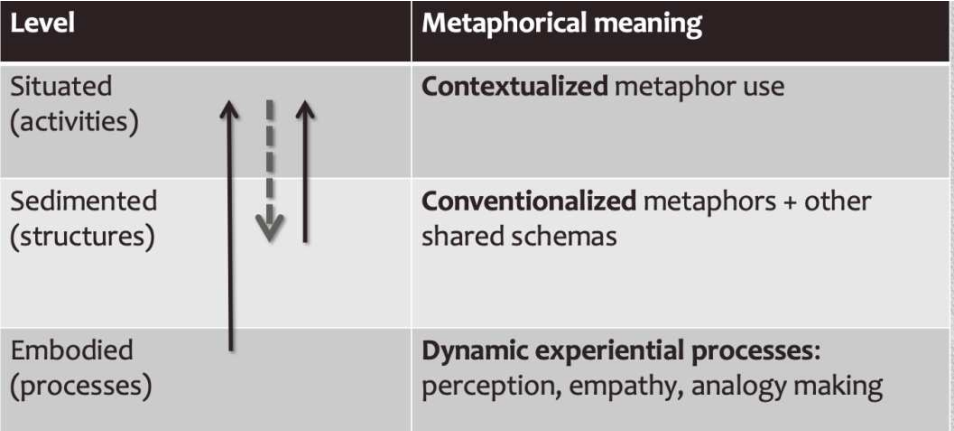 Level
Metaphorical meaning
Situated
(activities)
Contextualized metaphor use
Sedimented
(structures)
Conventionalized metaphors + other
shared schemas
Embodied
(processes)
Dynamic experiential processes:
perception, empathy, analogy making